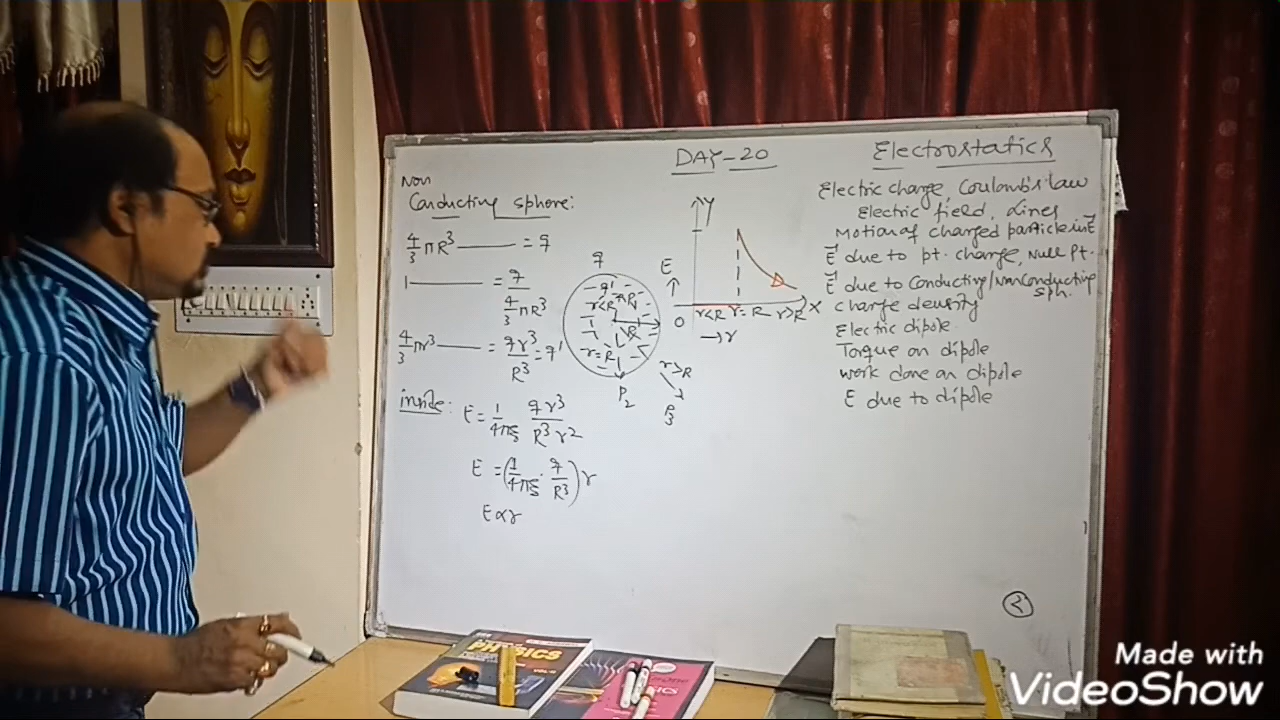 DAY-20
Electrostatics
Non
Conducting sphere:
4/3 πR³ ——— = q
1 ——— = q / 4/3 πR³
4/3 πr³ ——— = qr³/R³ = q'
inside: E = 1/4πε₀ qr³/R³r²
E = (1/4πε₀ · q/R³) r
E ∝ r
q
q'
r<R P₁
R
r=R
P₂
r>R
P₃
Y
E
↑
O r<R r=R r>R X
→ r
Electric charge, Coulomb's law
Electric field, Lines
Motion of charged particle in E⃗
E⃗ due to pt. charge, Null Pt.
E⃗ due to Conducting/NonConducting
sph.
charge density
Electric dipole
Torque on dipole
work done on dipole
E due to dipole
PHYSICS
Made with
VideoShow